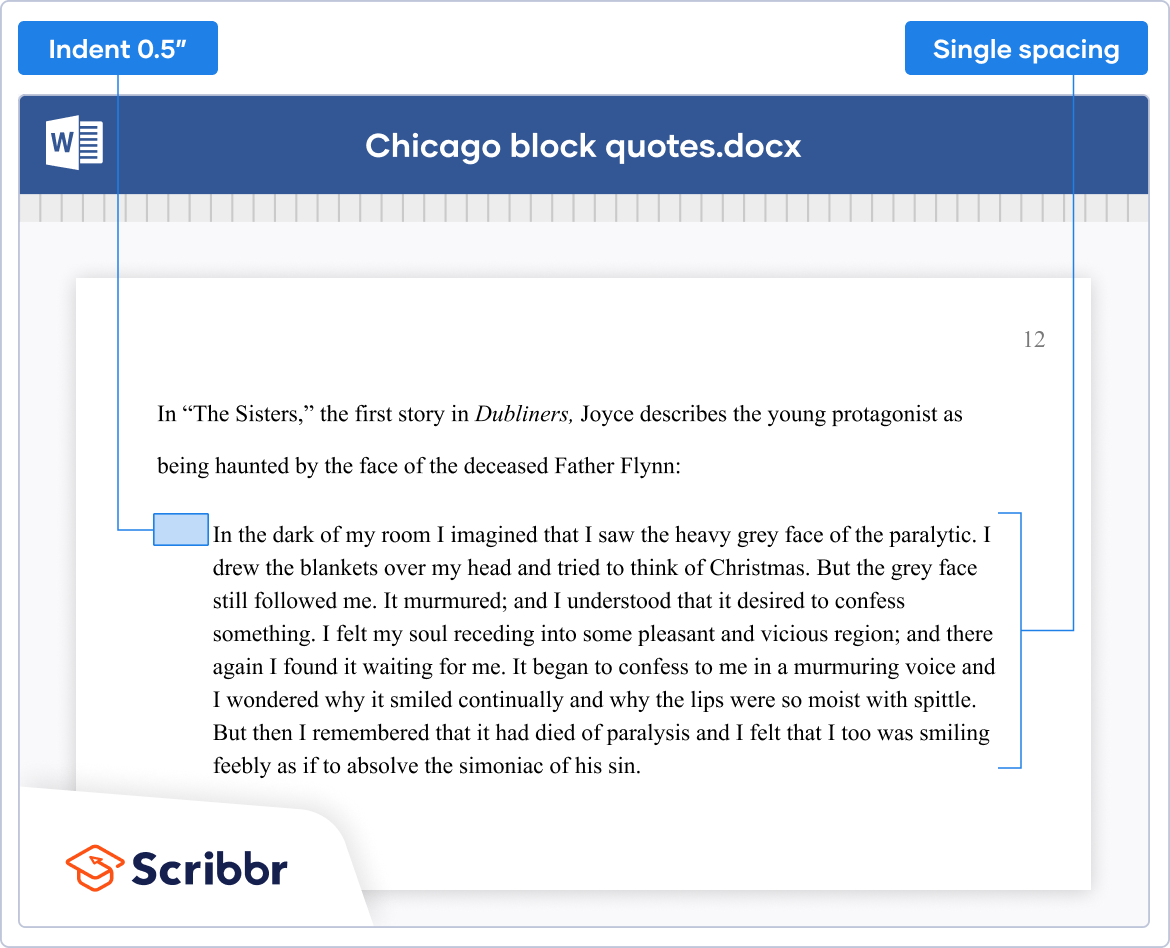 Indent 0.5”
Single spacing
W
Chicago block quotes.docx
12
In “The Sisters,” the first story in Dubliners, Joyce describes the young protagonist as
being haunted by the face of the deceased Father Flynn:
In the dark of my room I imagined that I saw the heavy grey face of the paralytic. I
drew the blankets over my head and tried to think of Christmas. But the grey face
still followed me. It murmured; and I understood that it desired to confess
something. I felt my soul receding into some pleasant and vicious region; and there
again I found it waiting for me. It began to confess to me in a murmuring voice and
I wondered why it smiled continually and why the lips were so moist with spittle.
But then I remembered that it had died of paralysis and I felt that I too was smiling
feebly as if to absolve the simoniac of his sin.
Scribbr